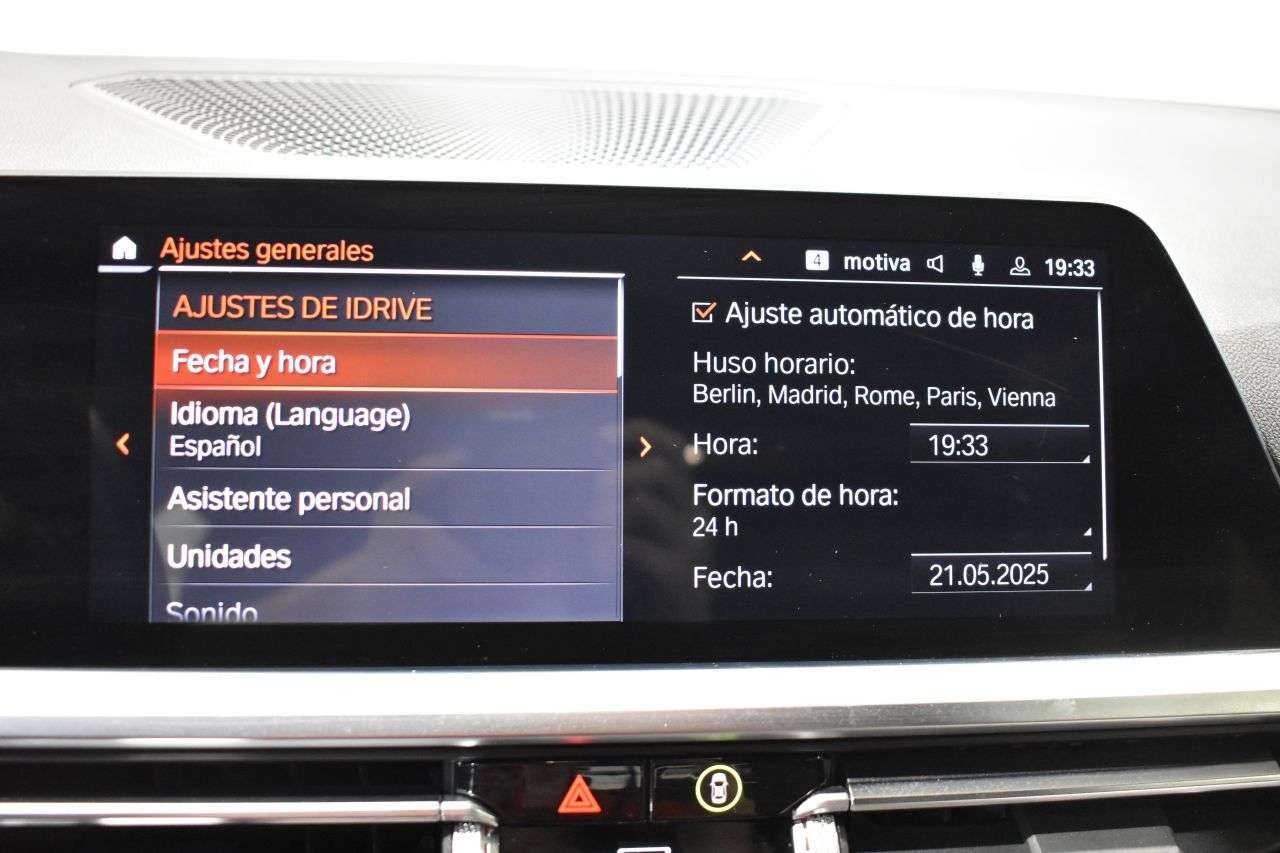 Ajustes generales
4 motiva 19:33
AJUSTES DE IDRIVE
Fecha y hora
Idioma (Language)
Español
Asistente personal
Unidades
Sonido
Ajuste automático de hora
Huso horario:
Berlin, Madrid, Rome, Paris, Vienna
Hora: 19:33
Formato de hora:
24 h
Fecha: 21.05.2025